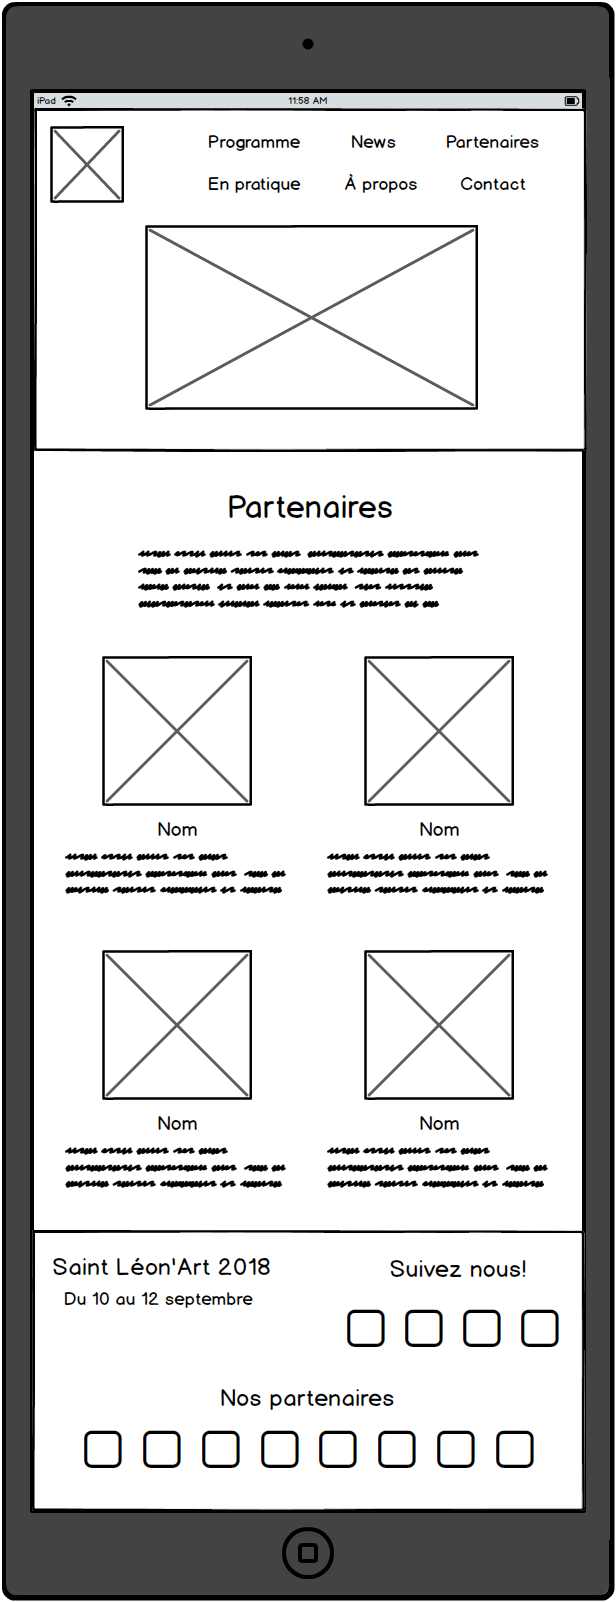 iPad 11:58 AM
Programme News Partenaires
En pratique À propos Contact
Partenaires
Nom Nom
Nom Nom
Saint Léon'Art 2018
Suivez nous!
Du 10 au 12 septembre
Nos partenaires